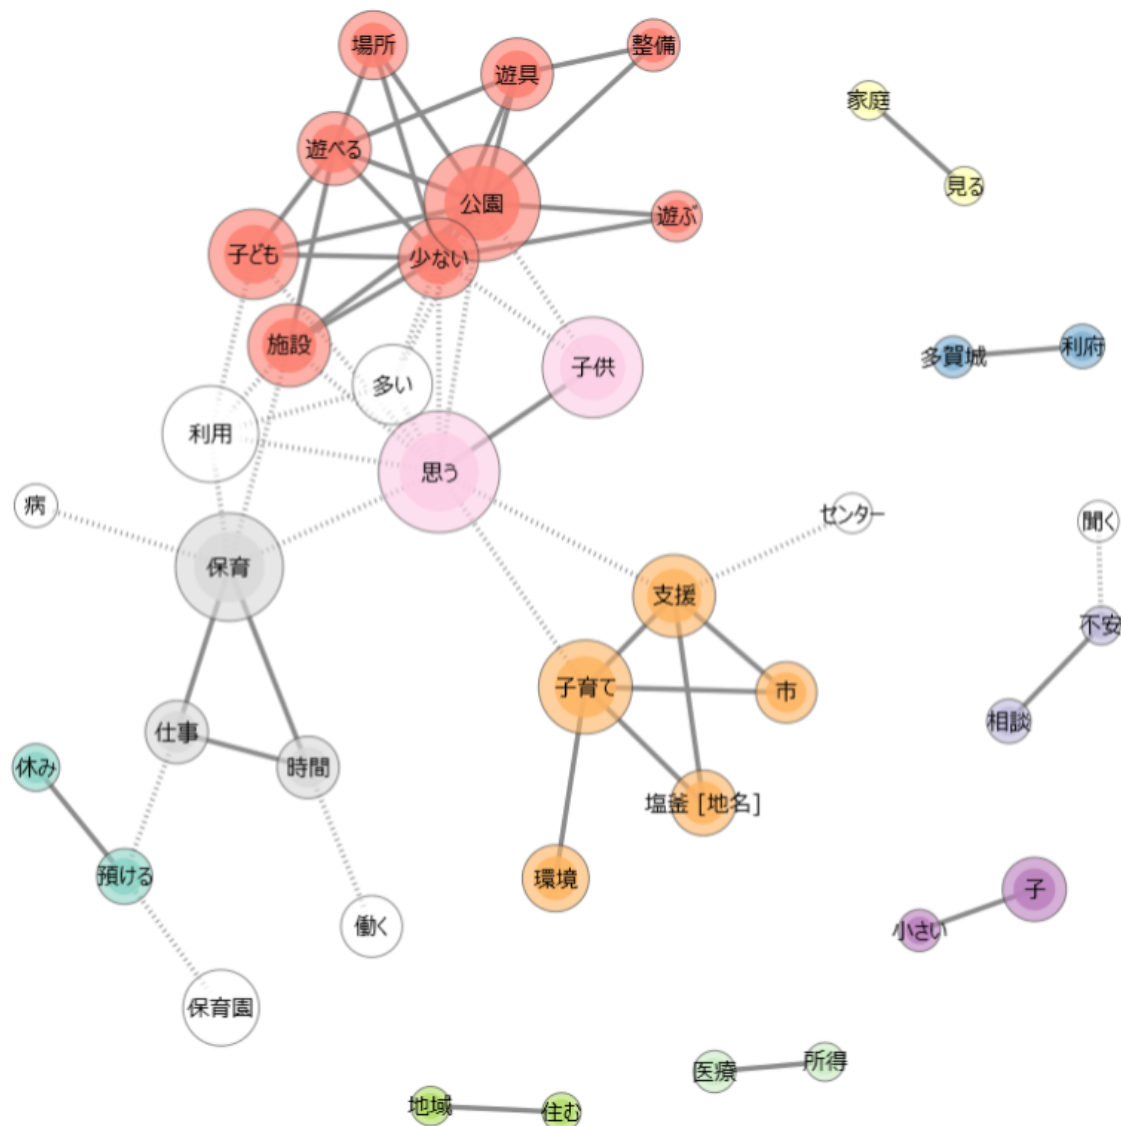 場所
整備
遊具
家庭
遊べる
見る
公園
遊ぶ
子ども
少ない
施設
多賀城
利府
子供
多い
利用
思う
病
センター
聞く
保育
支援
不安
子育て
市
相談
仕事
時間
休み
塩釜 [地名]
預ける
環境
子
働く
小さい
保育園
医療
所得
地域
住む